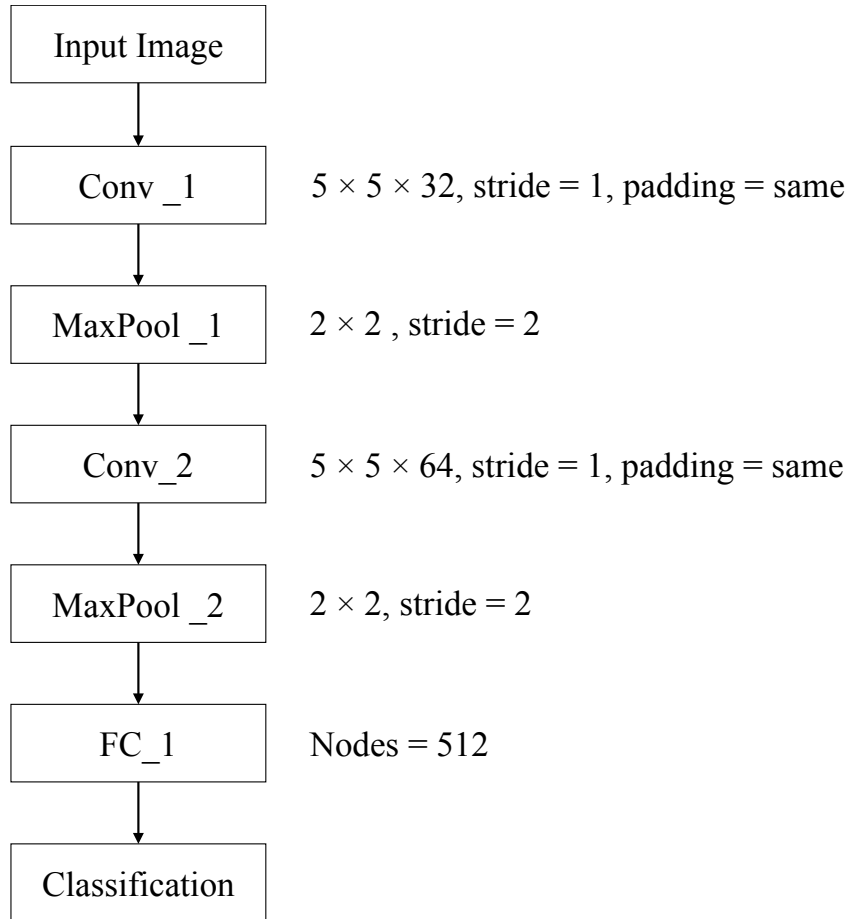 Input Image
Conv _1
5 × 5 × 32, stride = 1, padding = same
MaxPool _1
2 × 2 , stride = 2
Conv_2
5 × 5 × 64, stride = 1, padding = same
MaxPool _2
2 × 2, stride = 2
FC_1
Nodes = 512
Classification